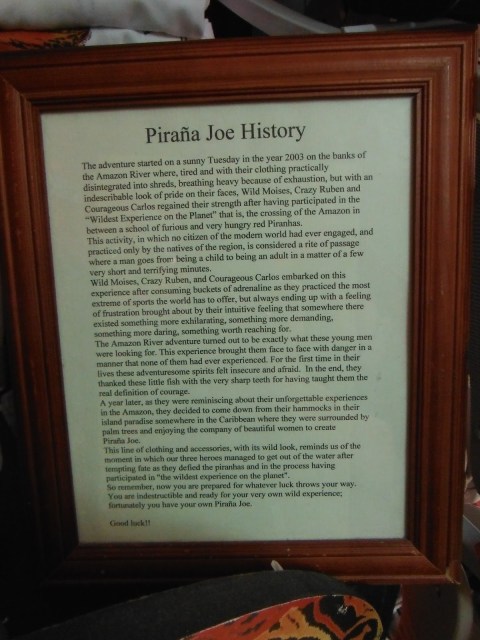 Piraña Joe History
The adventure started on a sunny Tuesday in the year 2003 on the banks of
the Amazon River where, tired and with their clothing practically
disintegrated into shreds, breathing heavy because of exhaustion, but with an
indescribable look of pride on their faces, Wild Moises, Crazy Ruben and
Courageous Carlos regained their strength after having participated in the
“Wildest Experience on the Planet” that is, the crossing of the Amazon in
between a school of furious and very hungry red Piranhas.
This activity, in which no citizen of the modern world had ever engaged, and
practiced only by the natives of the region, is considered a rite of passage
where a man goes from being a child to being an adult in a matter of a few
very short and terrifying minutes.
Wild Moises, Crazy Ruben, and Courageous Carlos embarked on this
experience after consuming buckets of adrenaline as they practiced the most
extreme of sports the world has to offer, but always ending up with a feeling
of frustration brought about by their intuitive feeling that somewhere there
existed something more exhilarating, something more demanding,
something more daring, something worth reaching for.
The Amazon River adventure turned out to be exactly what these young men
were looking for. This experience brought them face to face with danger in a
manner that none of them had ever experienced. For the first time in their
lives these adventuresome spirits felt insecure and afraid. In the end, they
thanked these little fish with the very sharp teeth for having taught them the
real definition of courage.
A year later, as they were reminiscing about their unforgettable experiences
in the Amazon, they decided to come down from their hammocks in their
island paradise somewhere in the Caribbean where they were surrounded by
palm trees and enjoying the company of beautiful women to create
Piraña Joe.
This line of clothing and accessories, with its wild look, reminds us of the
moment in which our three heroes managed to get out of the water after
tempting fate as they defied the piranhas and in the process having
participated in "the wildest experience on the planet".
So remember, now you are prepared for whatever luck throws your way.
You are indestructible and ready for your very own wild experience;
fortunately you have your own Piraña Joe.
Good luck!!